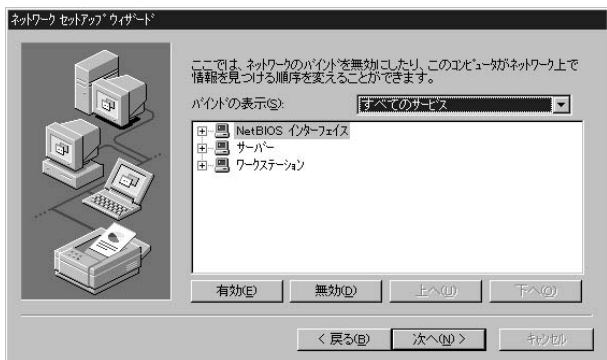 ネットワーク セットアップ ウィザード
ここでは、ネットワークのバインドを無効にしたり、このコンピュータがネットワーク上で
情報を見つける順序を変えることができます。
バインドの表示(S):
すべてのサービス
NetBIOS インターフェイス
サーバー
ワークステーション
有効(E)
無効(D)
上へ(U)
下へ(O)
< 戻る(B)
次へ(N) >
キャンセル